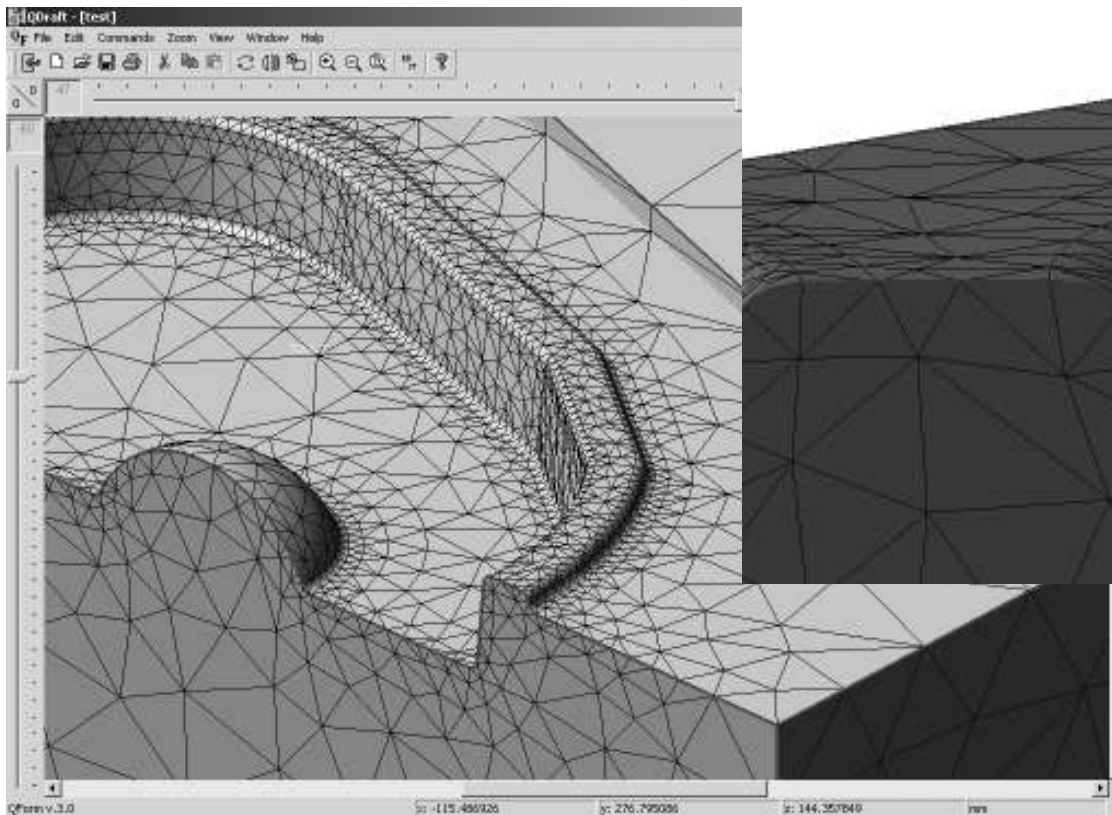 QDraft - [test]
File Edit Commands Zoom View Window Help
QForm v.3.0 x: -115.486926 y: 276.795086 z: 144.357849 mm